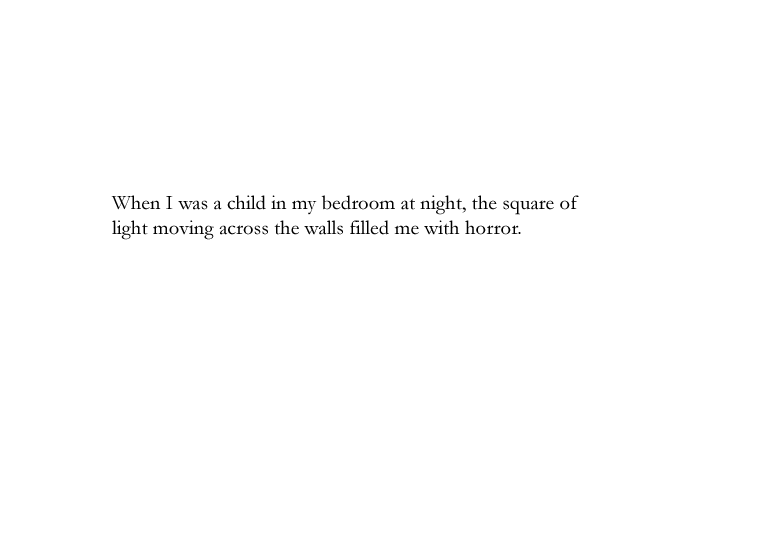 When I was a child in my bedroom at night, the square of
light moving across the walls filled me with horror.